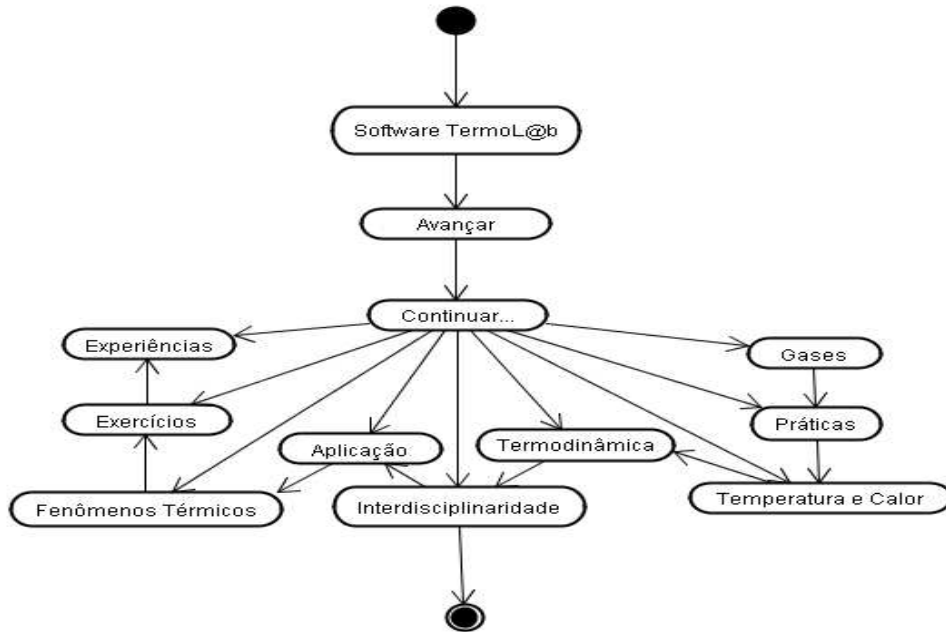 Software TermoL@b
Avançar
Continuar...
Experiências
Gases
Exercícios
Práticas
Aplicação
Termodinâmica
Fenômenos Térmicos
Interdisciplinaridade
Temperatura e Calor